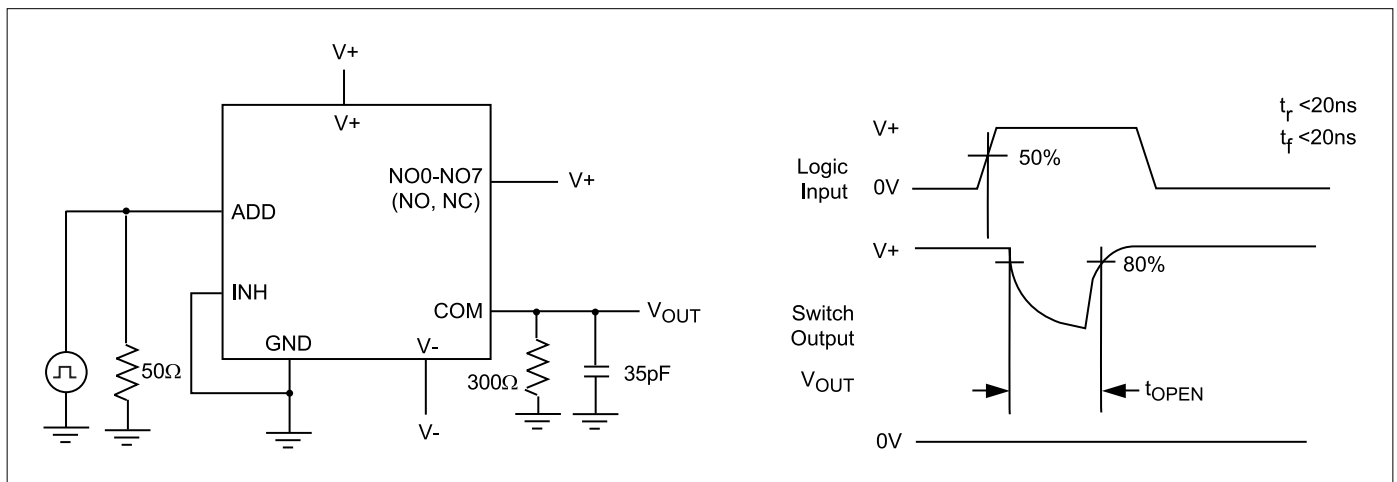 V+
V+
NO0-NO7
(NO, NC)
V+
ADD
INH
COM
VOUT
GND
V-
50Ω
300Ω
35pF
V-
tr <20ns
tf <20ns
V+
50%
Logic
Input
0V
V+
80%
Switch
Output
VOUT
tOPEN
0V